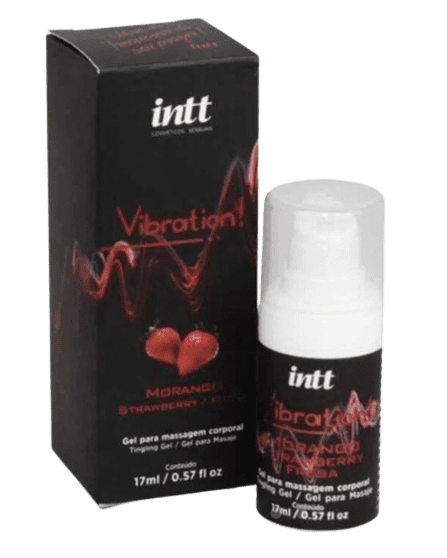 intt
COSMÉTICOS SENSUAIS
Vibration!
MORANGO
STRAWBERRY /
Gel para massagem corporal
Tingling Gel / Gel para Masaje
Conteúdo
17ml / 0.57 fl oz
intt
Vibration!
MORANGO
STRAWBERRY
FRESA
Gel para massagem corporal
Tingling Gel / Gel para Masaje
Conteúdo
17ml / 0.57 fl oz